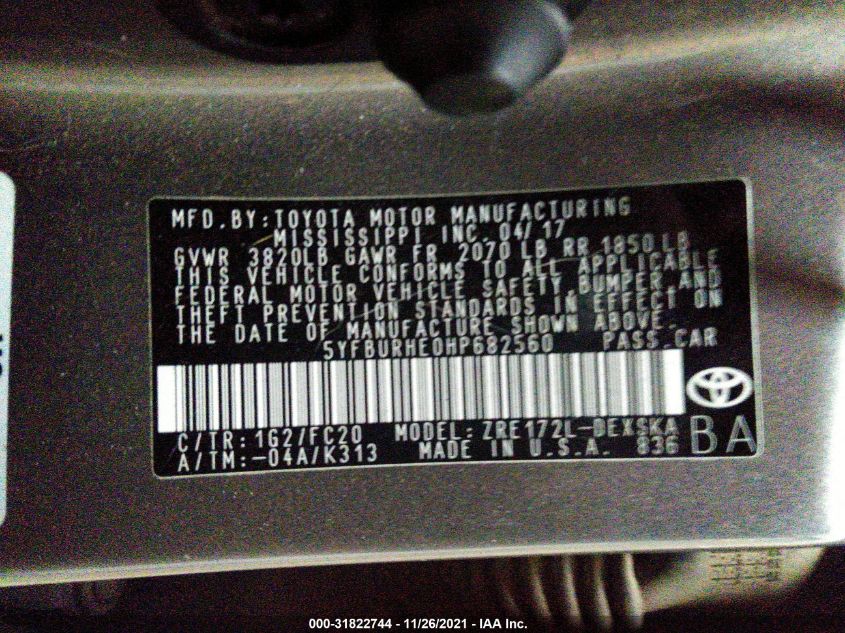 MFD. BY: TOYOTA MOTOR MANUFACTURING
MISSISSIPPI INC. 04/17
GVWR 3820LB GAWR FR 2070 LB RR 1850 LB
THIS VEHICLE CONFORMS TO ALL APPLICABLE
FEDERAL MOTOR VEHICLE SAFETY, BUMPER, AND
THEFT PREVENTION STANDARDS IN EFFECT ON
THE DATE OF MANUFACTURE SHOWN ABOVE.
5YFBURHE0HP682560 PASS. CAR
C/TR: 1G2/FC20 MODEL: ZRE172L-DEXSKA
A/TM:-04A/K313 MADE IN U.S.A. 836 BA
000-31822744 - 11/26/2021 - IAA Inc.